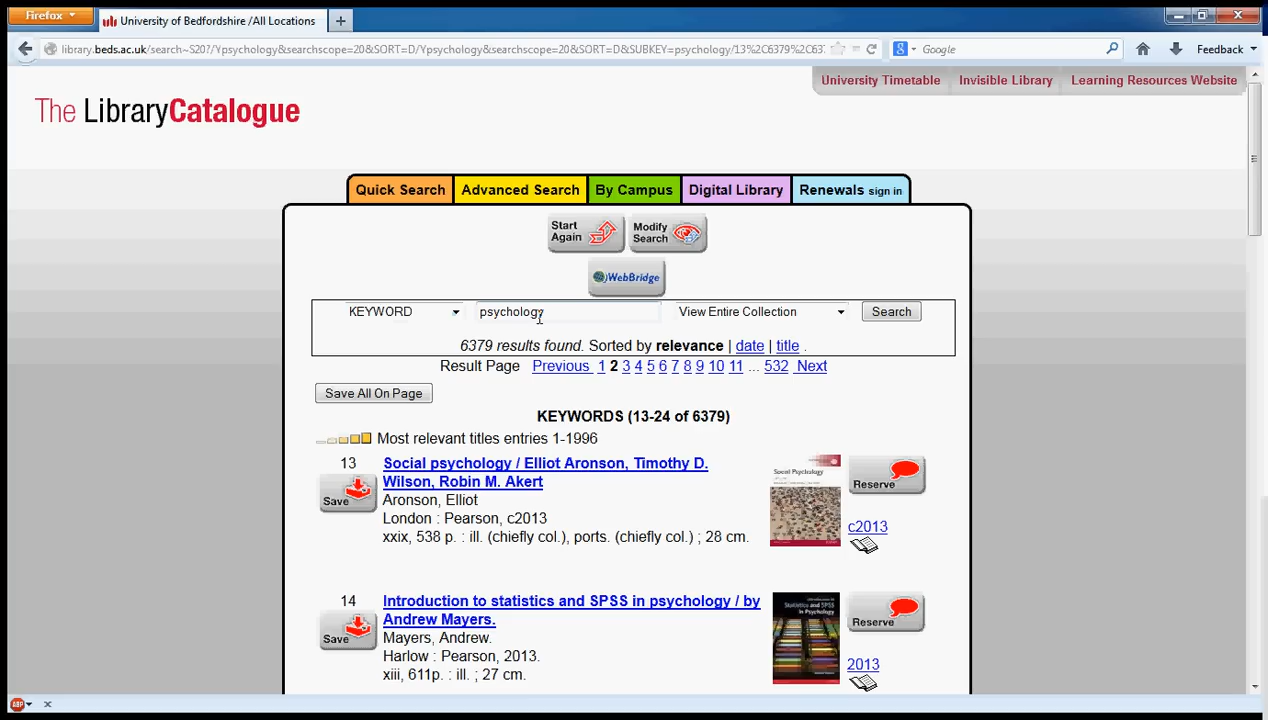 Firefox
University of Bedfordshire /All Locations
library.beds.ac.uk/search~S20?/Ypsychology&searchscope=20&SORT=D/Ypsychology&searchscope=20&SORT=D&SUBKEY=psychology/13%2C6379%2C63
Google
Feedback
University Timetable
Invisible Library
Learning Resources Website
The LibraryCatalogue
Quick Search
Advanced Search
By Campus
Digital Library
Renewals sign in
Start Again
Modify Search
WebBridge
KEYWORD
psychology
View Entire Collection
Search
6379 results found. Sorted by relevance | date | title .
Result Page Previous 1 2 3 4 5 6 7 8 9 10 11 ... 532 Next
Save All On Page
KEYWORDS (13-24 of 6379)
Most relevant titles entries 1-1996
13
Save
Social psychology / Elliot Aronson, Timothy D.
Wilson, Robin M. Akert
Aronson, Elliot
London : Pearson, c2013
xxix, 538 p. : ill. (chiefly col.), ports. (chiefly col.) ; 28 cm.
Social Psychology
Reserve
c2013
14
Save
Introduction to statistics and SPSS in psychology / by
Andrew Mayers.
Mayers, Andrew.
Harlow : Pearson, 2013.
xiii, 611p. : ill. ; 27 cm.
Statistics and SPSS
in Psychology
Reserve
2013
ABP